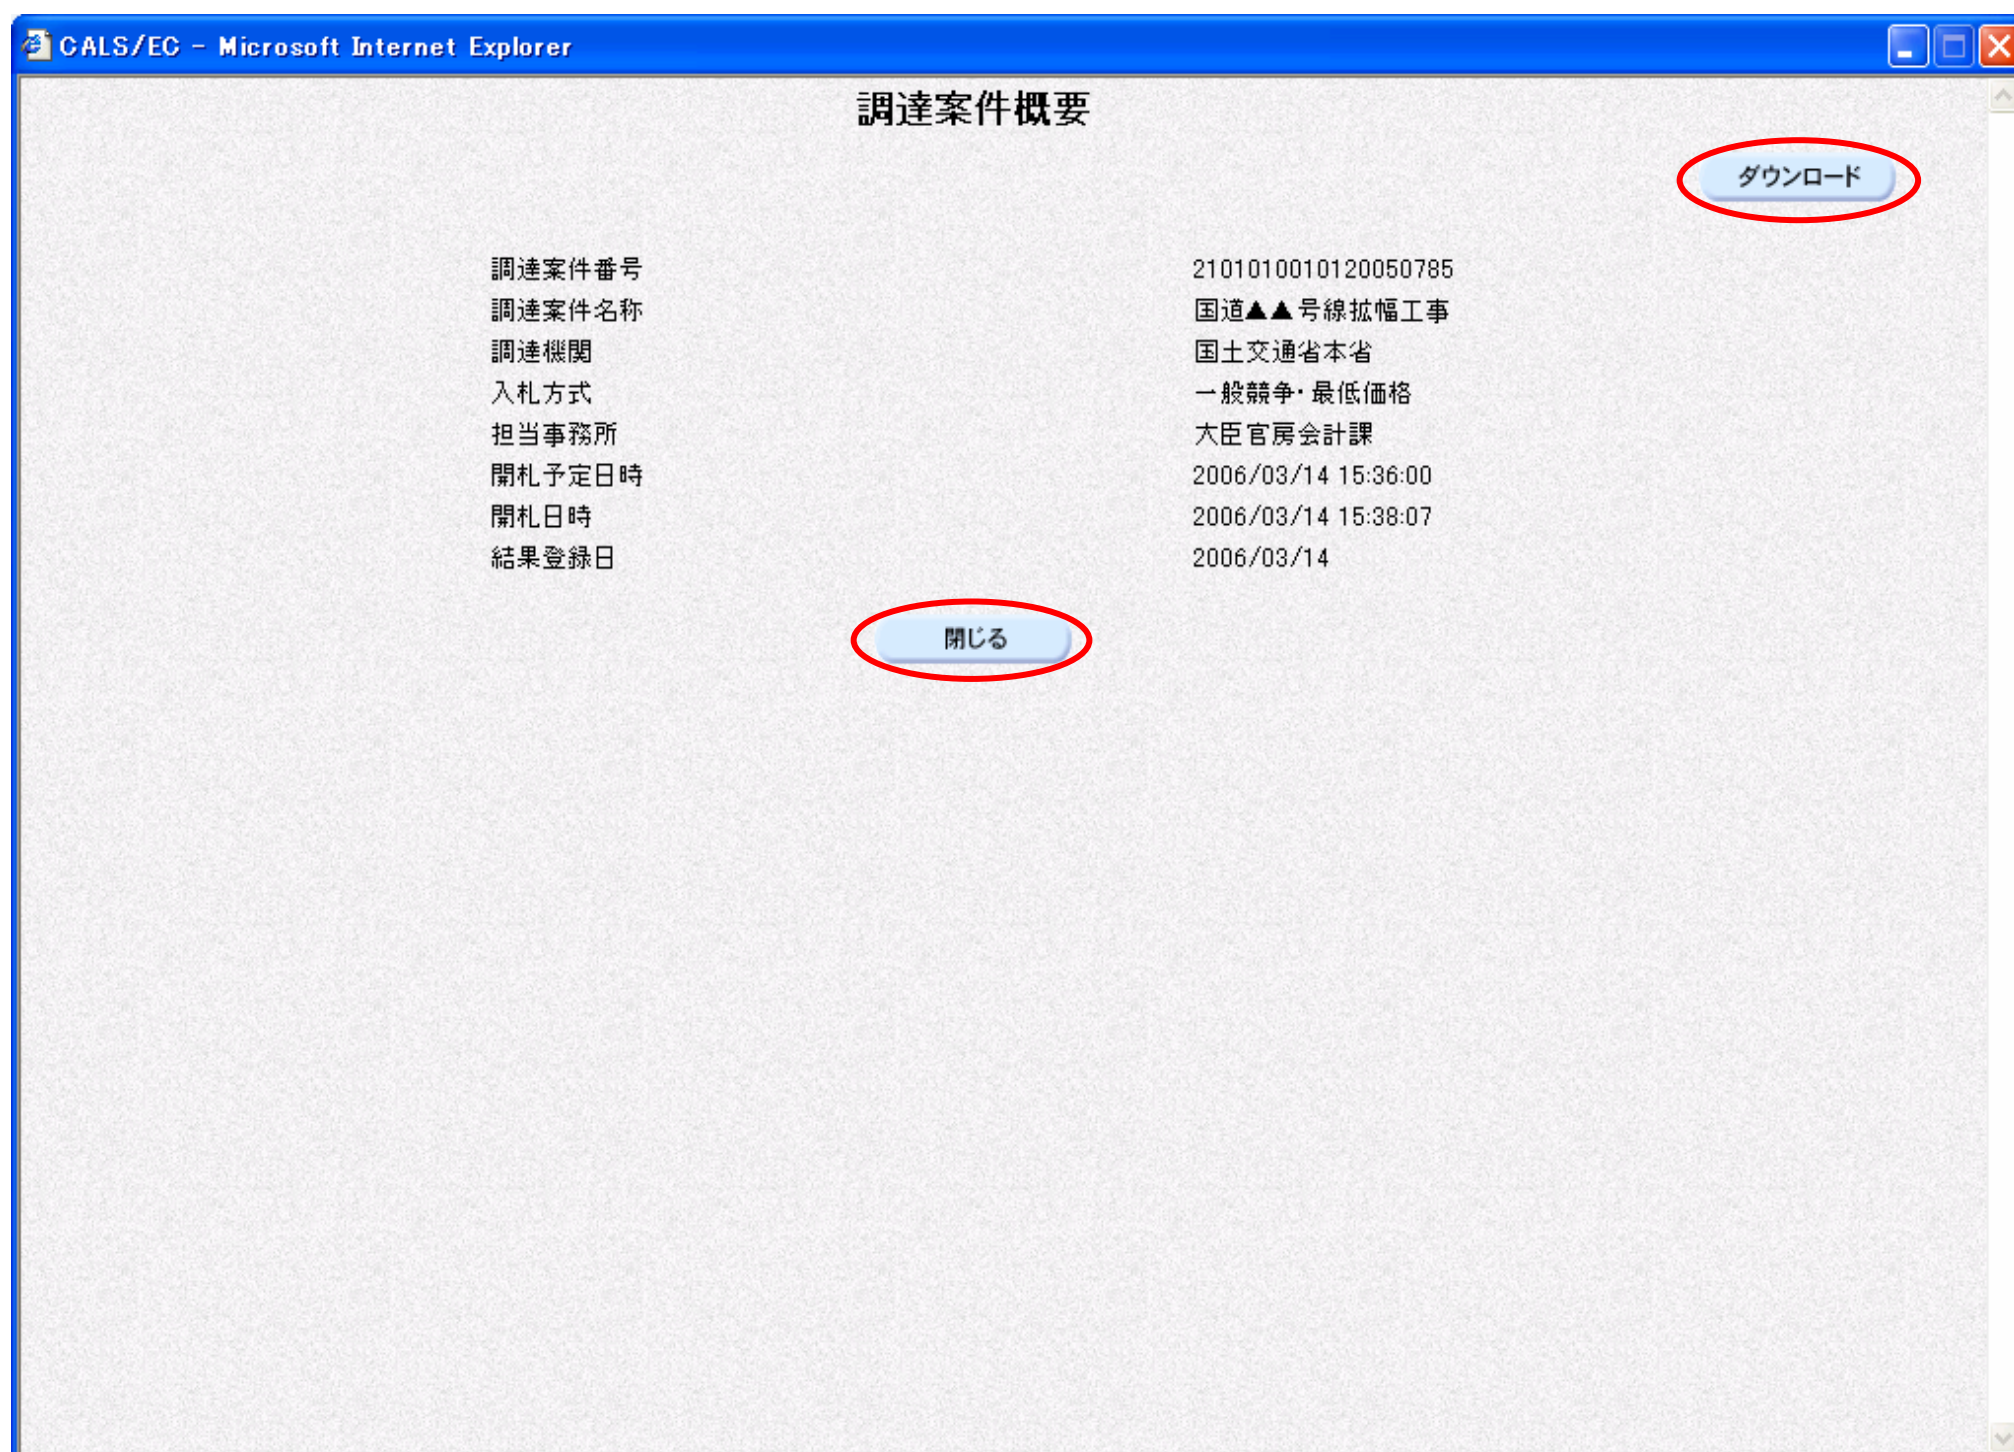 CALS/EC - Microsoft Internet Explorer
調達案件概要
ダウンロード
調達案件番号 2101010010120050785
調達案件名称 国道▲▲号線拡幅工事
調達機関 国土交通省本省
入札方式 一般競争・最低価格
担当事務所 大臣官房会計課
開札予定日時 2006/03/14 15:36:00
開札日時 2006/03/14 15:38:07
結果登録日 2006/03/14
閉じる